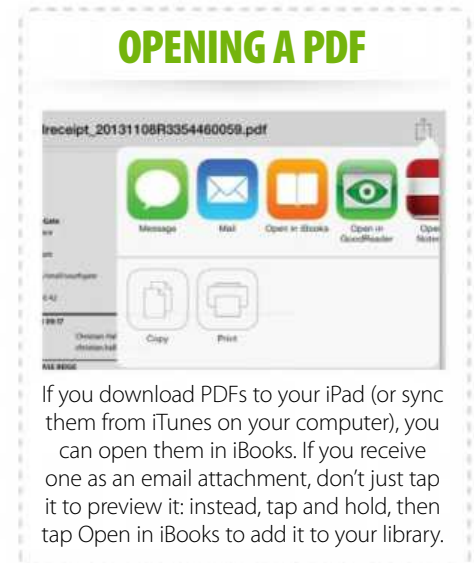 OPENING A PDF
lreceipt_20131108R3354460059.pdf
Message Mail Open in iBooks Open in GoodReader
Copy Print
If you download PDFs to your iPad (or sync
them from iTunes on your computer), you
can open them in iBooks. If you receive
one as an email attachment, don’t just tap
it to preview it: instead, tap and hold, then
tap Open in iBooks to add it to your library.